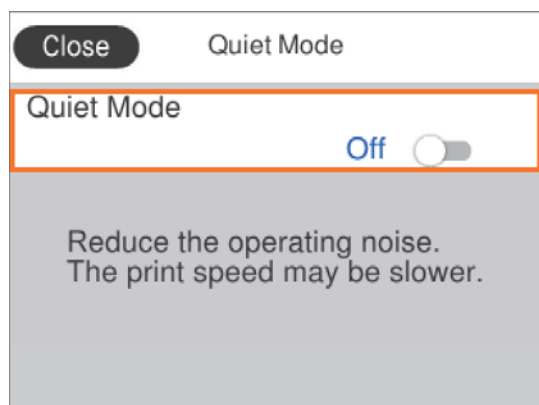 Close
Quiet Mode
Quiet Mode
Off
Reduce the operating noise.
The print speed may be slower.